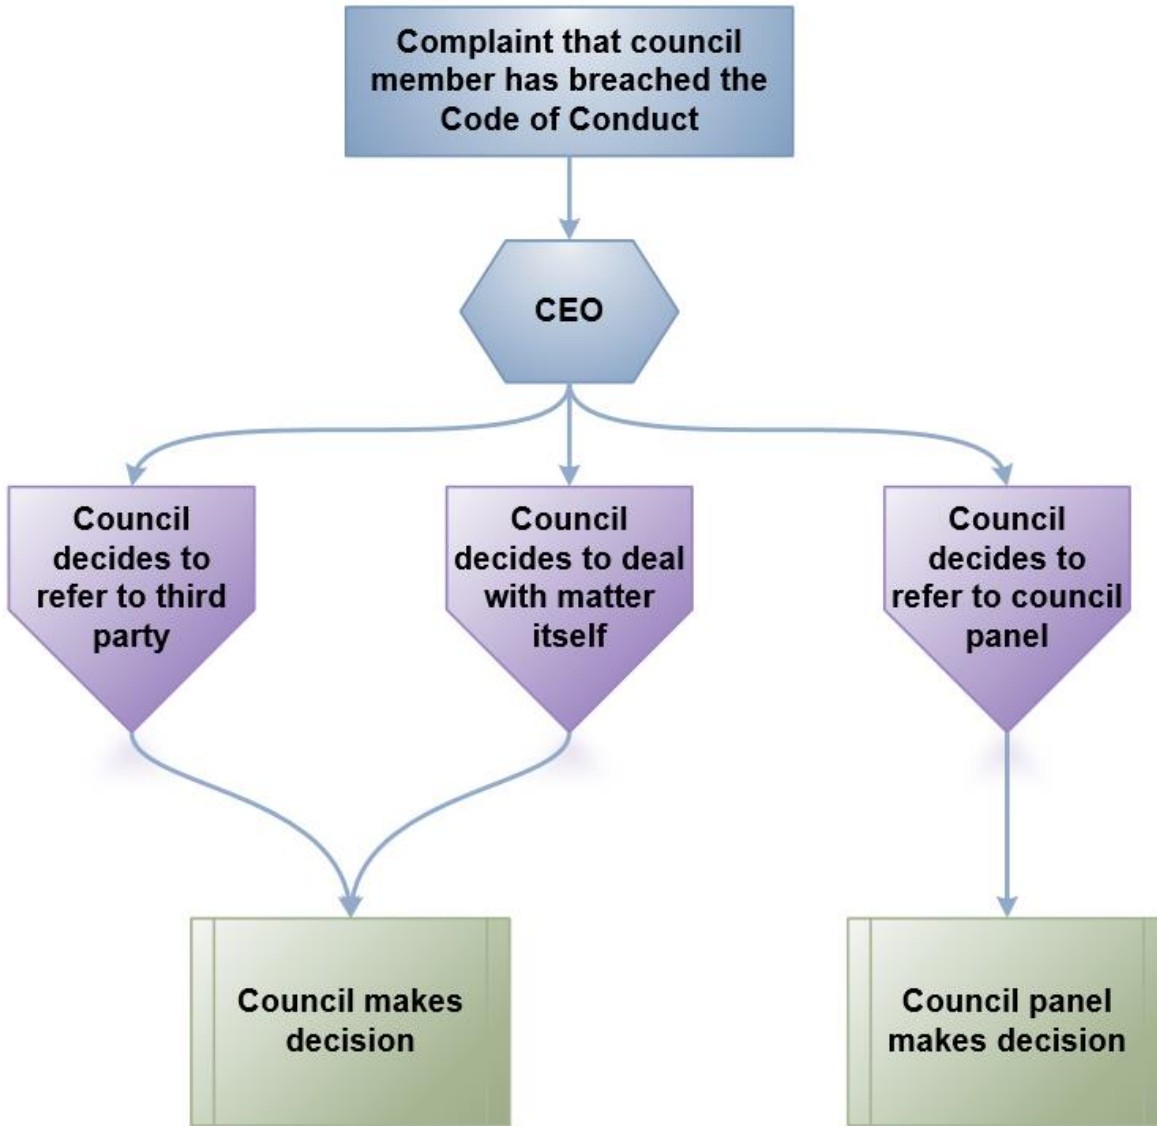 Complaint that council
member has breached the
Code of Conduct
CEO
Council
decides to
refer to third
party
Council
decides to deal
with matter
itself
Council
decides to
refer to council
panel
Council makes
decision
Council panel
makes decision